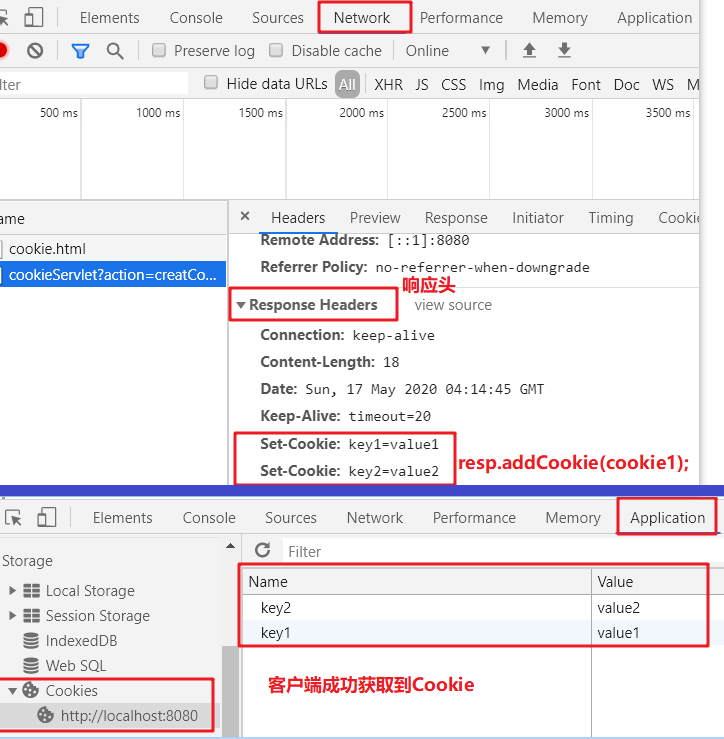 Elements Console Sources Network Performance Memory Application
Preserve log Disable cache Online
lter Hide data URLs All XHR JS CSS Img Media Font Doc WS M
500 ms 1000 ms 1500 ms 2000 ms 2500 ms 3000 ms 3500 ms
ame × Headers Preview Response Initiator Timing Cookie
cookie.html
cookieServlet?action=creatCo...
Remote Address: [::1]:8080
Referrer Policy: no-referrer-when-downgrade
响应头
Response Headers view source
Connection: keep-alive
Content-Length: 18
Date: Sun, 17 May 2020 04:14:45 GMT
Keep-Alive: timeout=20
Set-Cookie: key1=value1
Set-Cookie: key2=value2
resp.addCookie(cookie1);
Elements Console Sources Network Performance Memory Application
Storage
Local Storage
Session Storage
IndexedDB
Web SQL
Cookies
http://localhost:8080
Filter
Name Value
key2 value2
key1 value1
客户端成功获取到Cookie